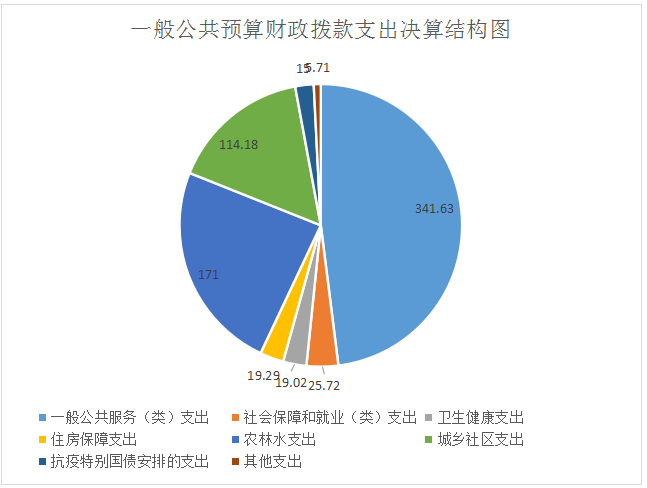 一般公共预算财政拨款支出决算结构图
15
5.71
114.18
341.63
171
19.29
19.02
25.72
一般公共服务（类）支出
社会保障和就业（类）支出
卫生健康支出
住房保障支出
农林水支出
城乡社区支出
抗疫特别国债安排的支出
其他支出